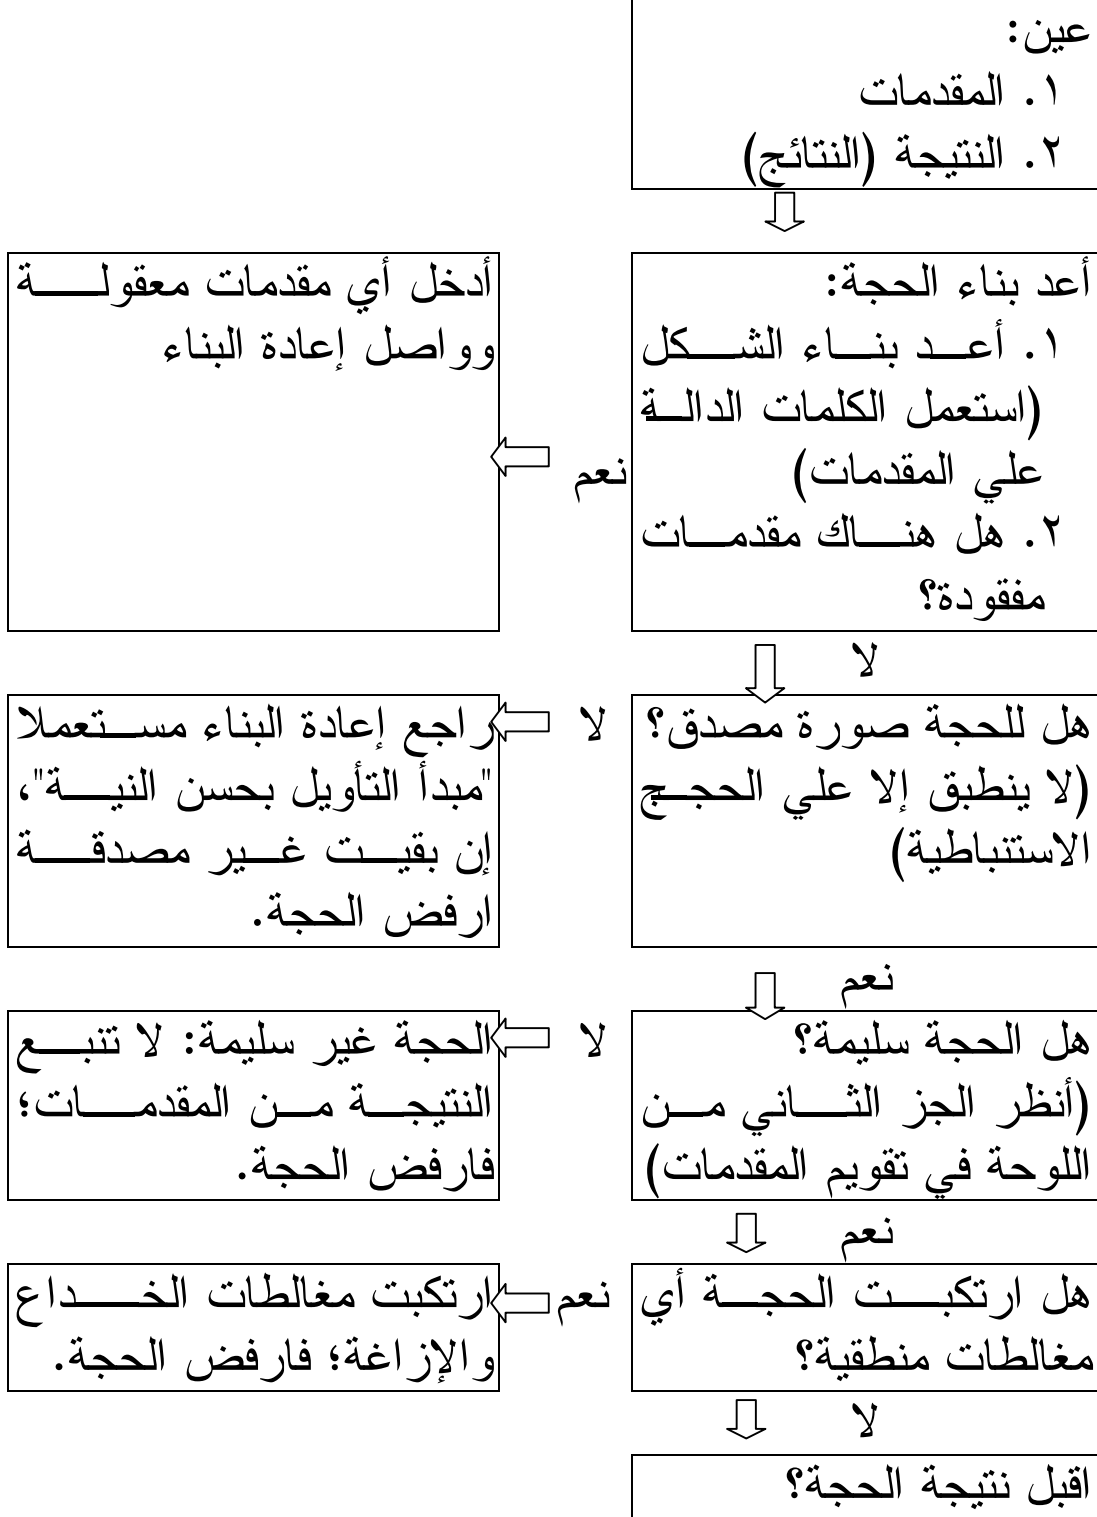 عين:
١. المقدمات
٢. النتيجة (النتائج)
أعد بناء الحجة:
١. أعد بناء الشكل
(استعمل الكلمات الدالة
علي المقدمات)
٢. هل هناك مقدمات
مفقودة؟
نعم
أدخل أي مقدمات معقولة
وواصل إعادة البناء
لا
هل للحجة صورة مصدق؟
(لا ينطبق إلا علي الحجج
الاستتباطية)
لا
راجع إعادة البناء مستعملا
"مبدأ التأويل بحسن النية"،
إن بقيت غير مصدقة
ارفض الحجة.
نعم
هل الحجة سليمة؟
(أنظر الجز الثاني من
اللوحة في تقويم المقدمات)
لا
الحجة غير سليمة: لا تتبع
النتيجة من المقدمات؛
فارفض الحجة.
نعم
هل ارتكبت الحجة أي
مغالطات منطقية؟
نعم
ارتكبت مغالطات الخداع
والإزاغة؛ فارفض الحجة.
لا
اقبل نتيجة الحجة؟